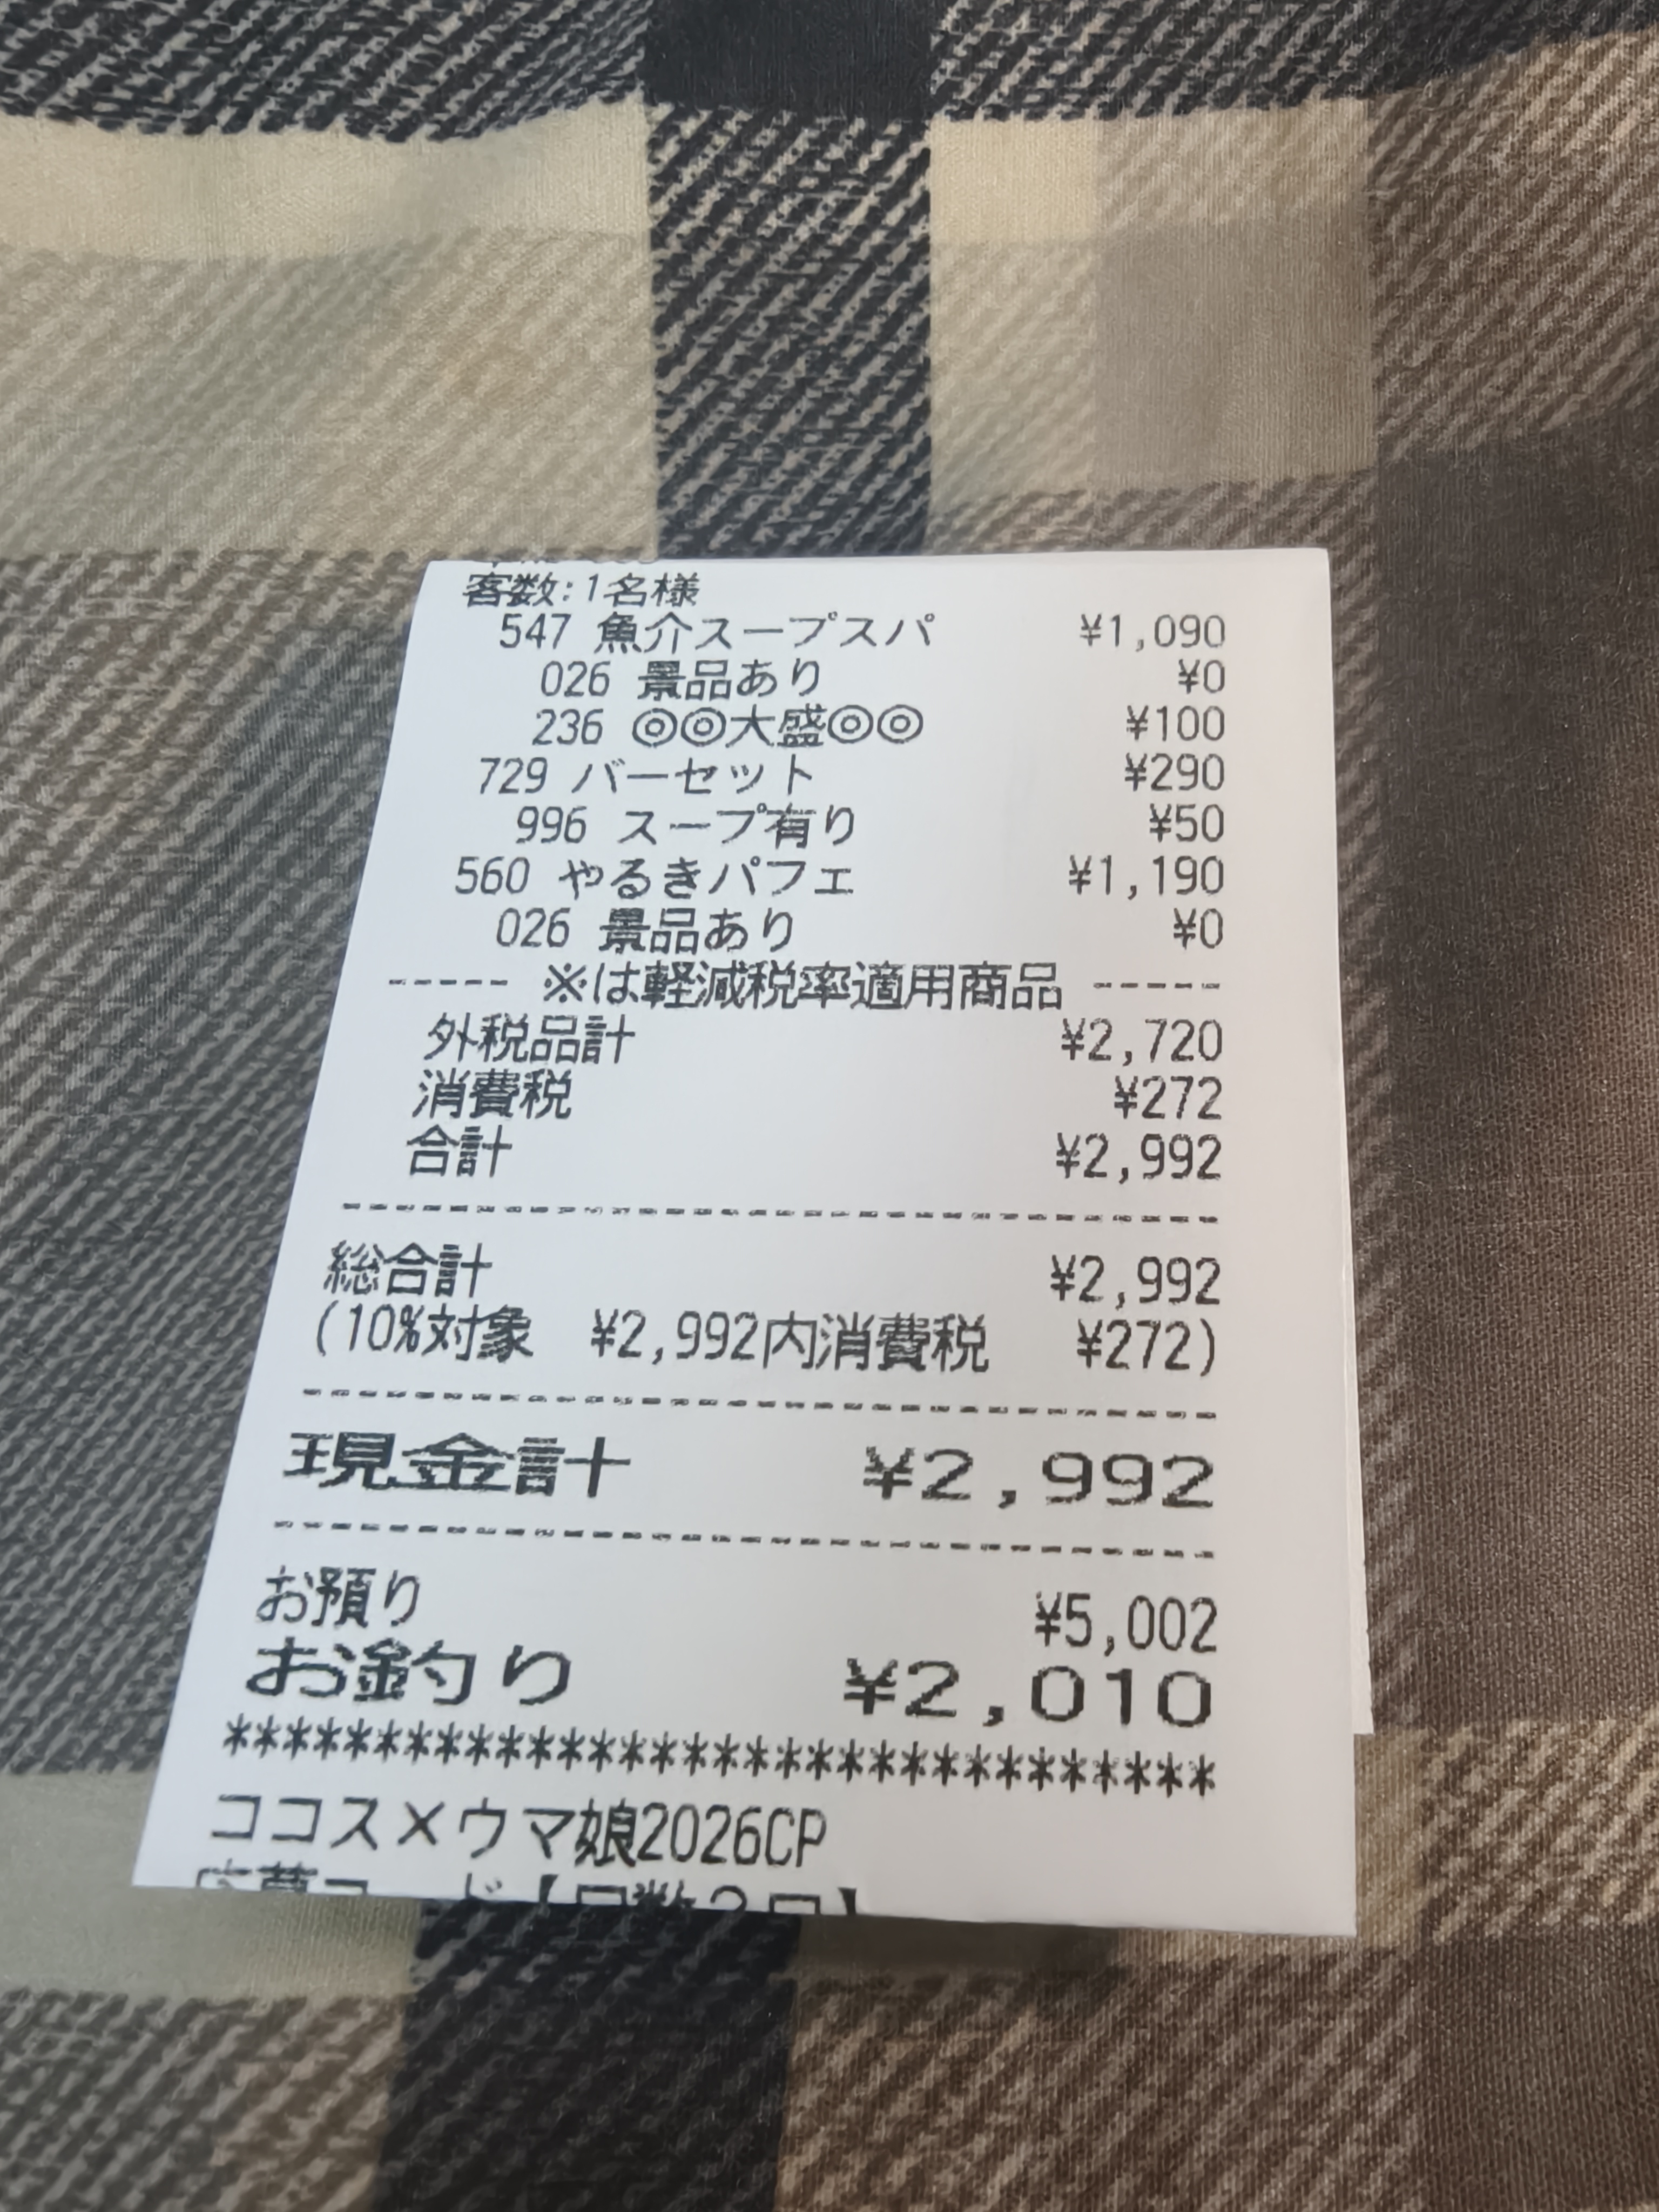 客数:1名様
547 魚介スープスパ ¥1,090
026 景品あり ¥0
236 ◎◎大盛◎◎ ¥100
729 バーセット ¥290
996 スープ有り ¥50
560 やるきパフェ ¥1,190
026 景品あり ¥0
----- ※は軽減税率適用商品 -----
外税品計 ¥2,720
消費税 ¥272
合計 ¥2,992
総合計 ¥2,992
(10%対象 ¥2,992内消費税 ¥272)
現金計 ¥2,992
お預り ¥5,002
お釣り ¥2,010
********************************
ココス×ウマ娘2026CP